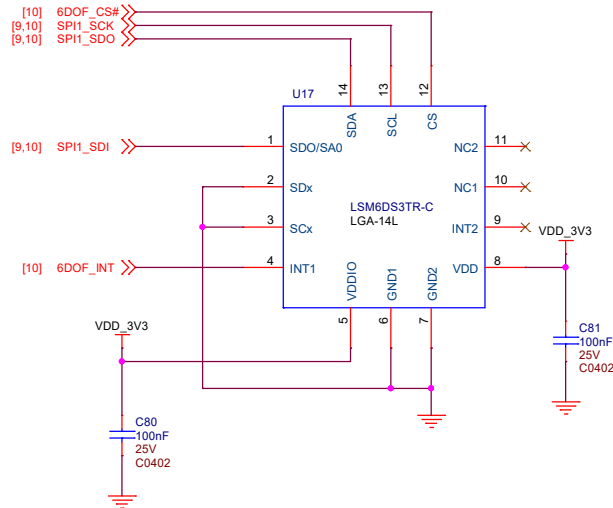 [10] 6DOF_CS#
[9,10] SPI1_SCK
[9,10] SPI1_SDO
U17
14
13
12
SDA
SCL
CS
[9,10] SPI1_SDI
1
SDO/SA0
NC2
11
2
SDx
NC1
10
LSM6DS3TR-C
LGA-14L
3
SCx
INT2
9
VDD_3V3
[10] 6DOF_INT
4
INT1
VDD
8
VDDIO
GND1
GND2
5
6
7
VDD_3V3
C81
100nF
25V
C0402
C80
100nF
25V
C0402